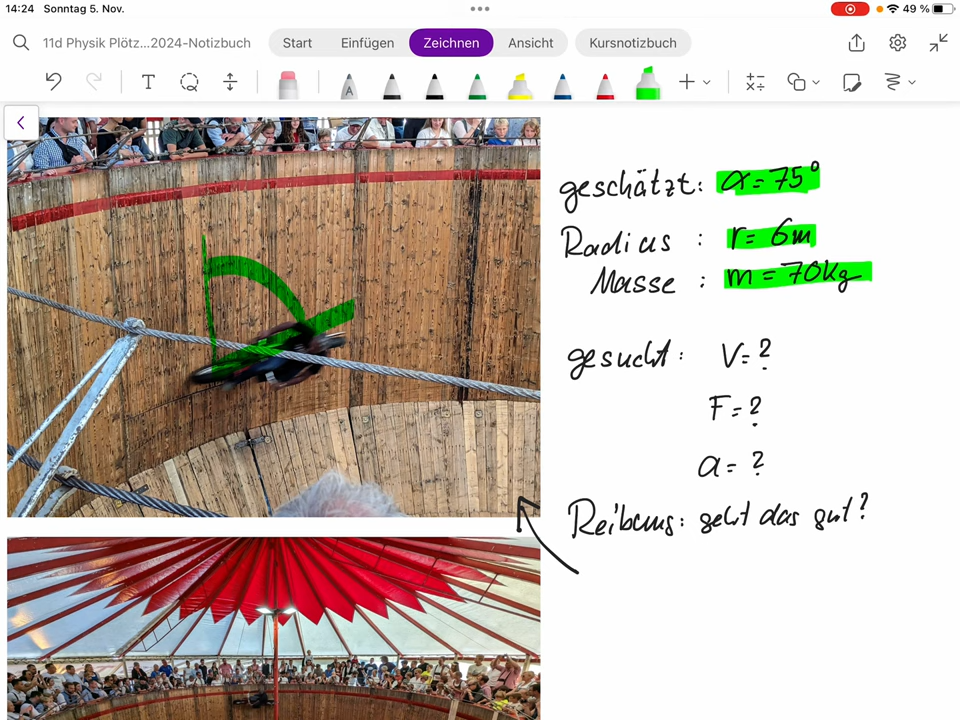 14:24 Sonntag 5. Nov.
49 %
11d Physik Plötz...2024-Notizbuch
Start
Einfügen
Zeichnen
Ansicht
Kursnotizbuch
T
A
geschätzt: α = 75°
Radius : r = 6m
Masse : m = 70kg
gesucht: V = ?
F = ?
a = ?
Reibung: geht das gut?